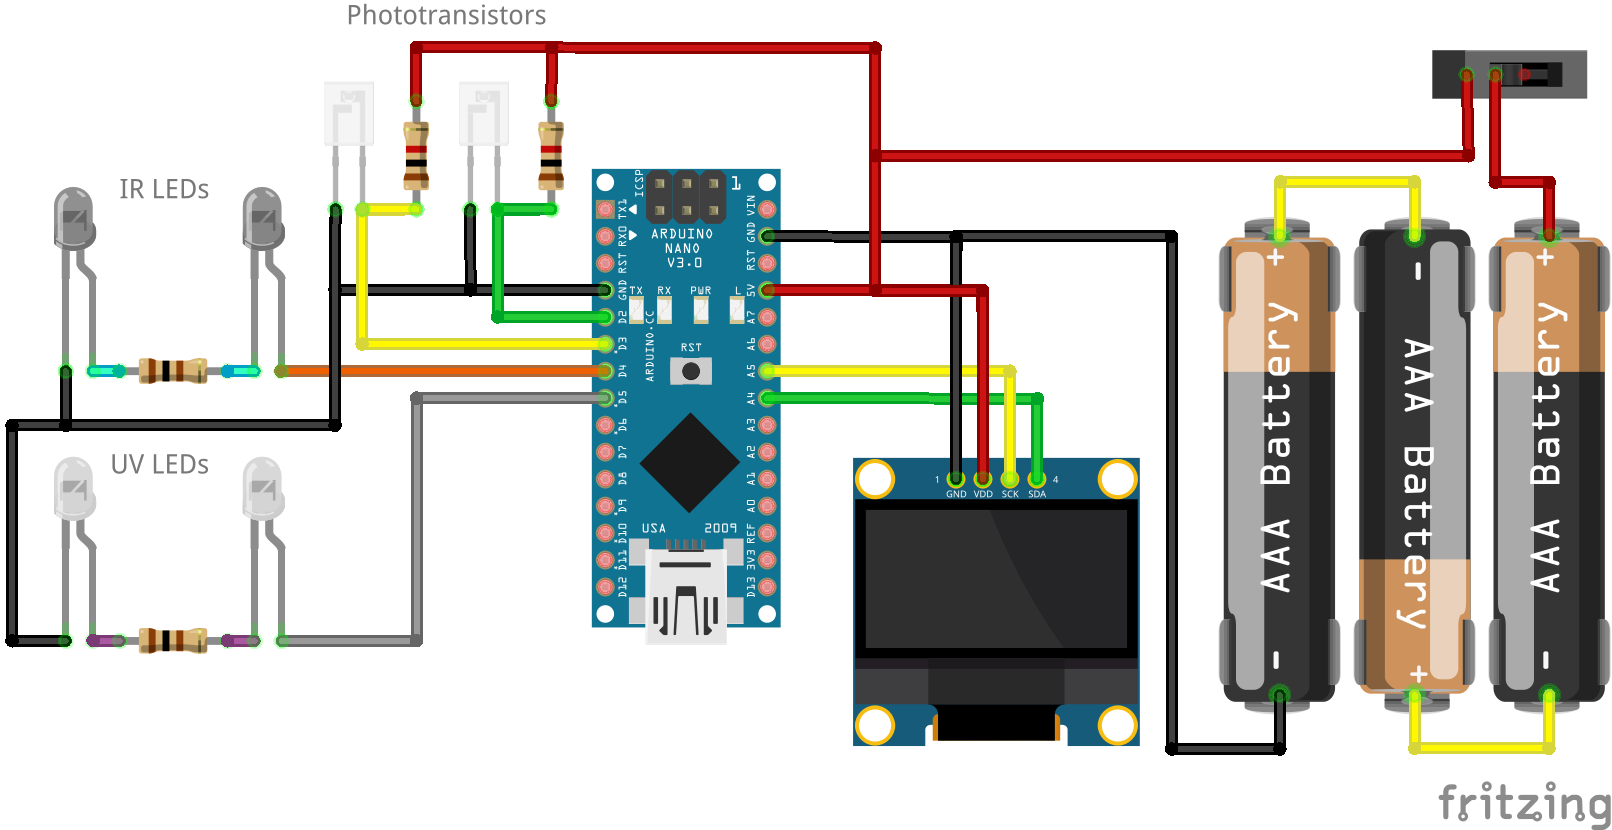 Phototransistors
IR LEDs
UV LEDs
ICSP
1
ARDUINO
NANO
V3.0
TX
RX
PWR
L
RST
ARDUINO.CC
USA
2009
TX1
RX0
RST
GND
D2
D3
D4
D5
D6
D7
D8
D9
D10
D11
D12
VIN
GND
RST
5V
A7
A6
A5
A4
A3
A2
A1
A0
REF
3V3
D13
1
4
GND VDD SCK SDA
+ AAA Battery -
- AAA Battery +
+ AAA Battery -
fritzing